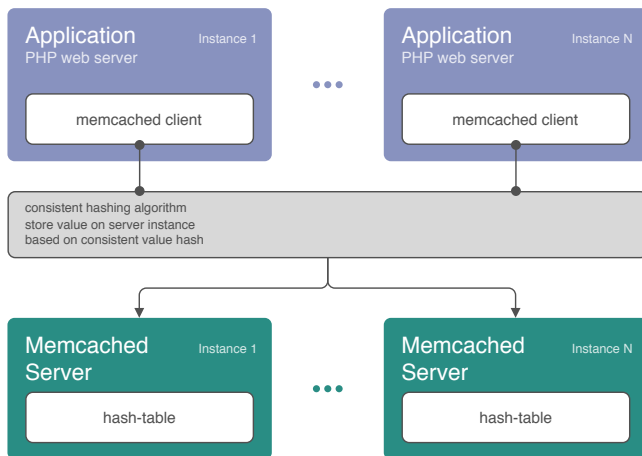 Application
Instance 1
PHP web server
memcached client
Application
Instance N
PHP web server
memcached client
consistent hashing algorithm
store value on server instance
based on consistent value hash
Memcached
Instance 1
Server
hash-table
Memcached
Instance N
Server
hash-table